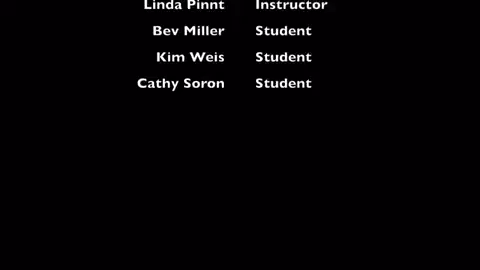 Linda Pinnt Instructor
Bev Miller Student
Kim Weis Student
Cathy Soron Student